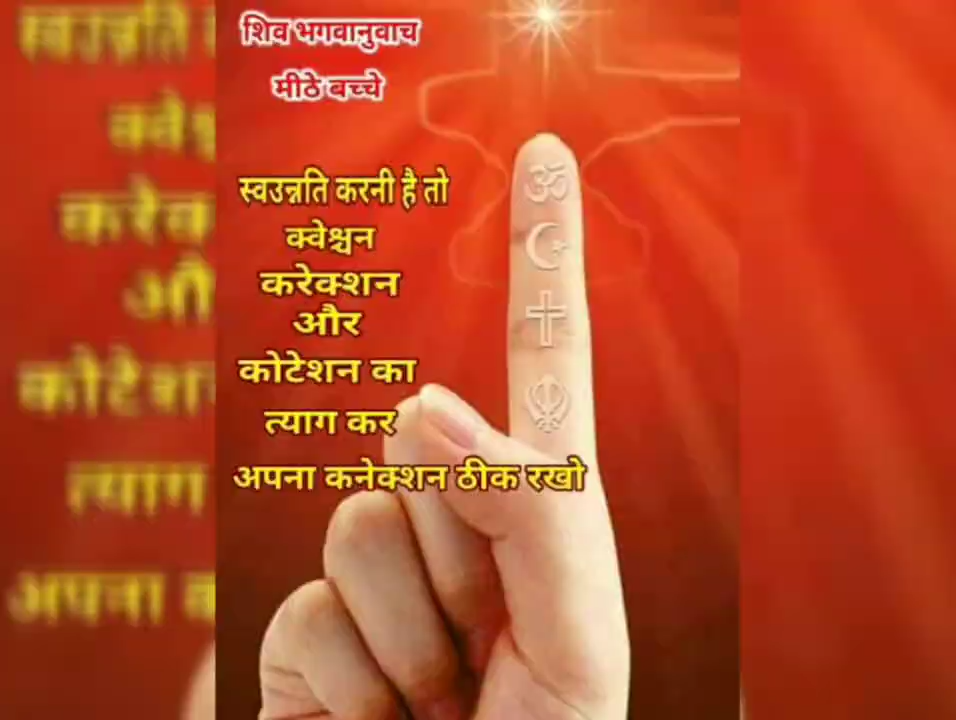 शिव भगवानुवाच
मीठे बच्चे
स्वउन्नति करनी है तो
क्वेश्चन
करेक्शन
और
कोटेशन का
त्याग कर
अपना कनेक्शन ठीक रखो